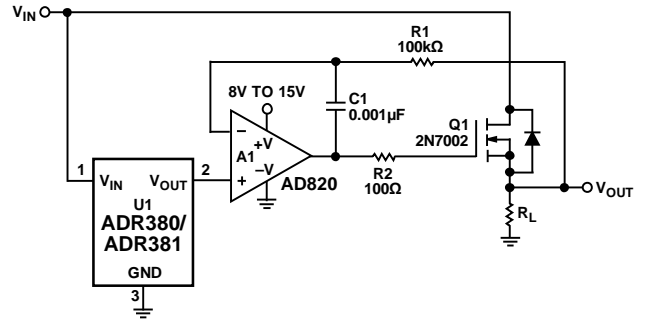 VIN
R1
100kΩ
8V TO 15V
C1
0.001µF
Q1
2N7002
−
+V
A1
−V
+
AD820
R2
100Ω
1
2
VIN
VOUT
U1
ADR380/
ADR381
GND
3
VOUT
RL